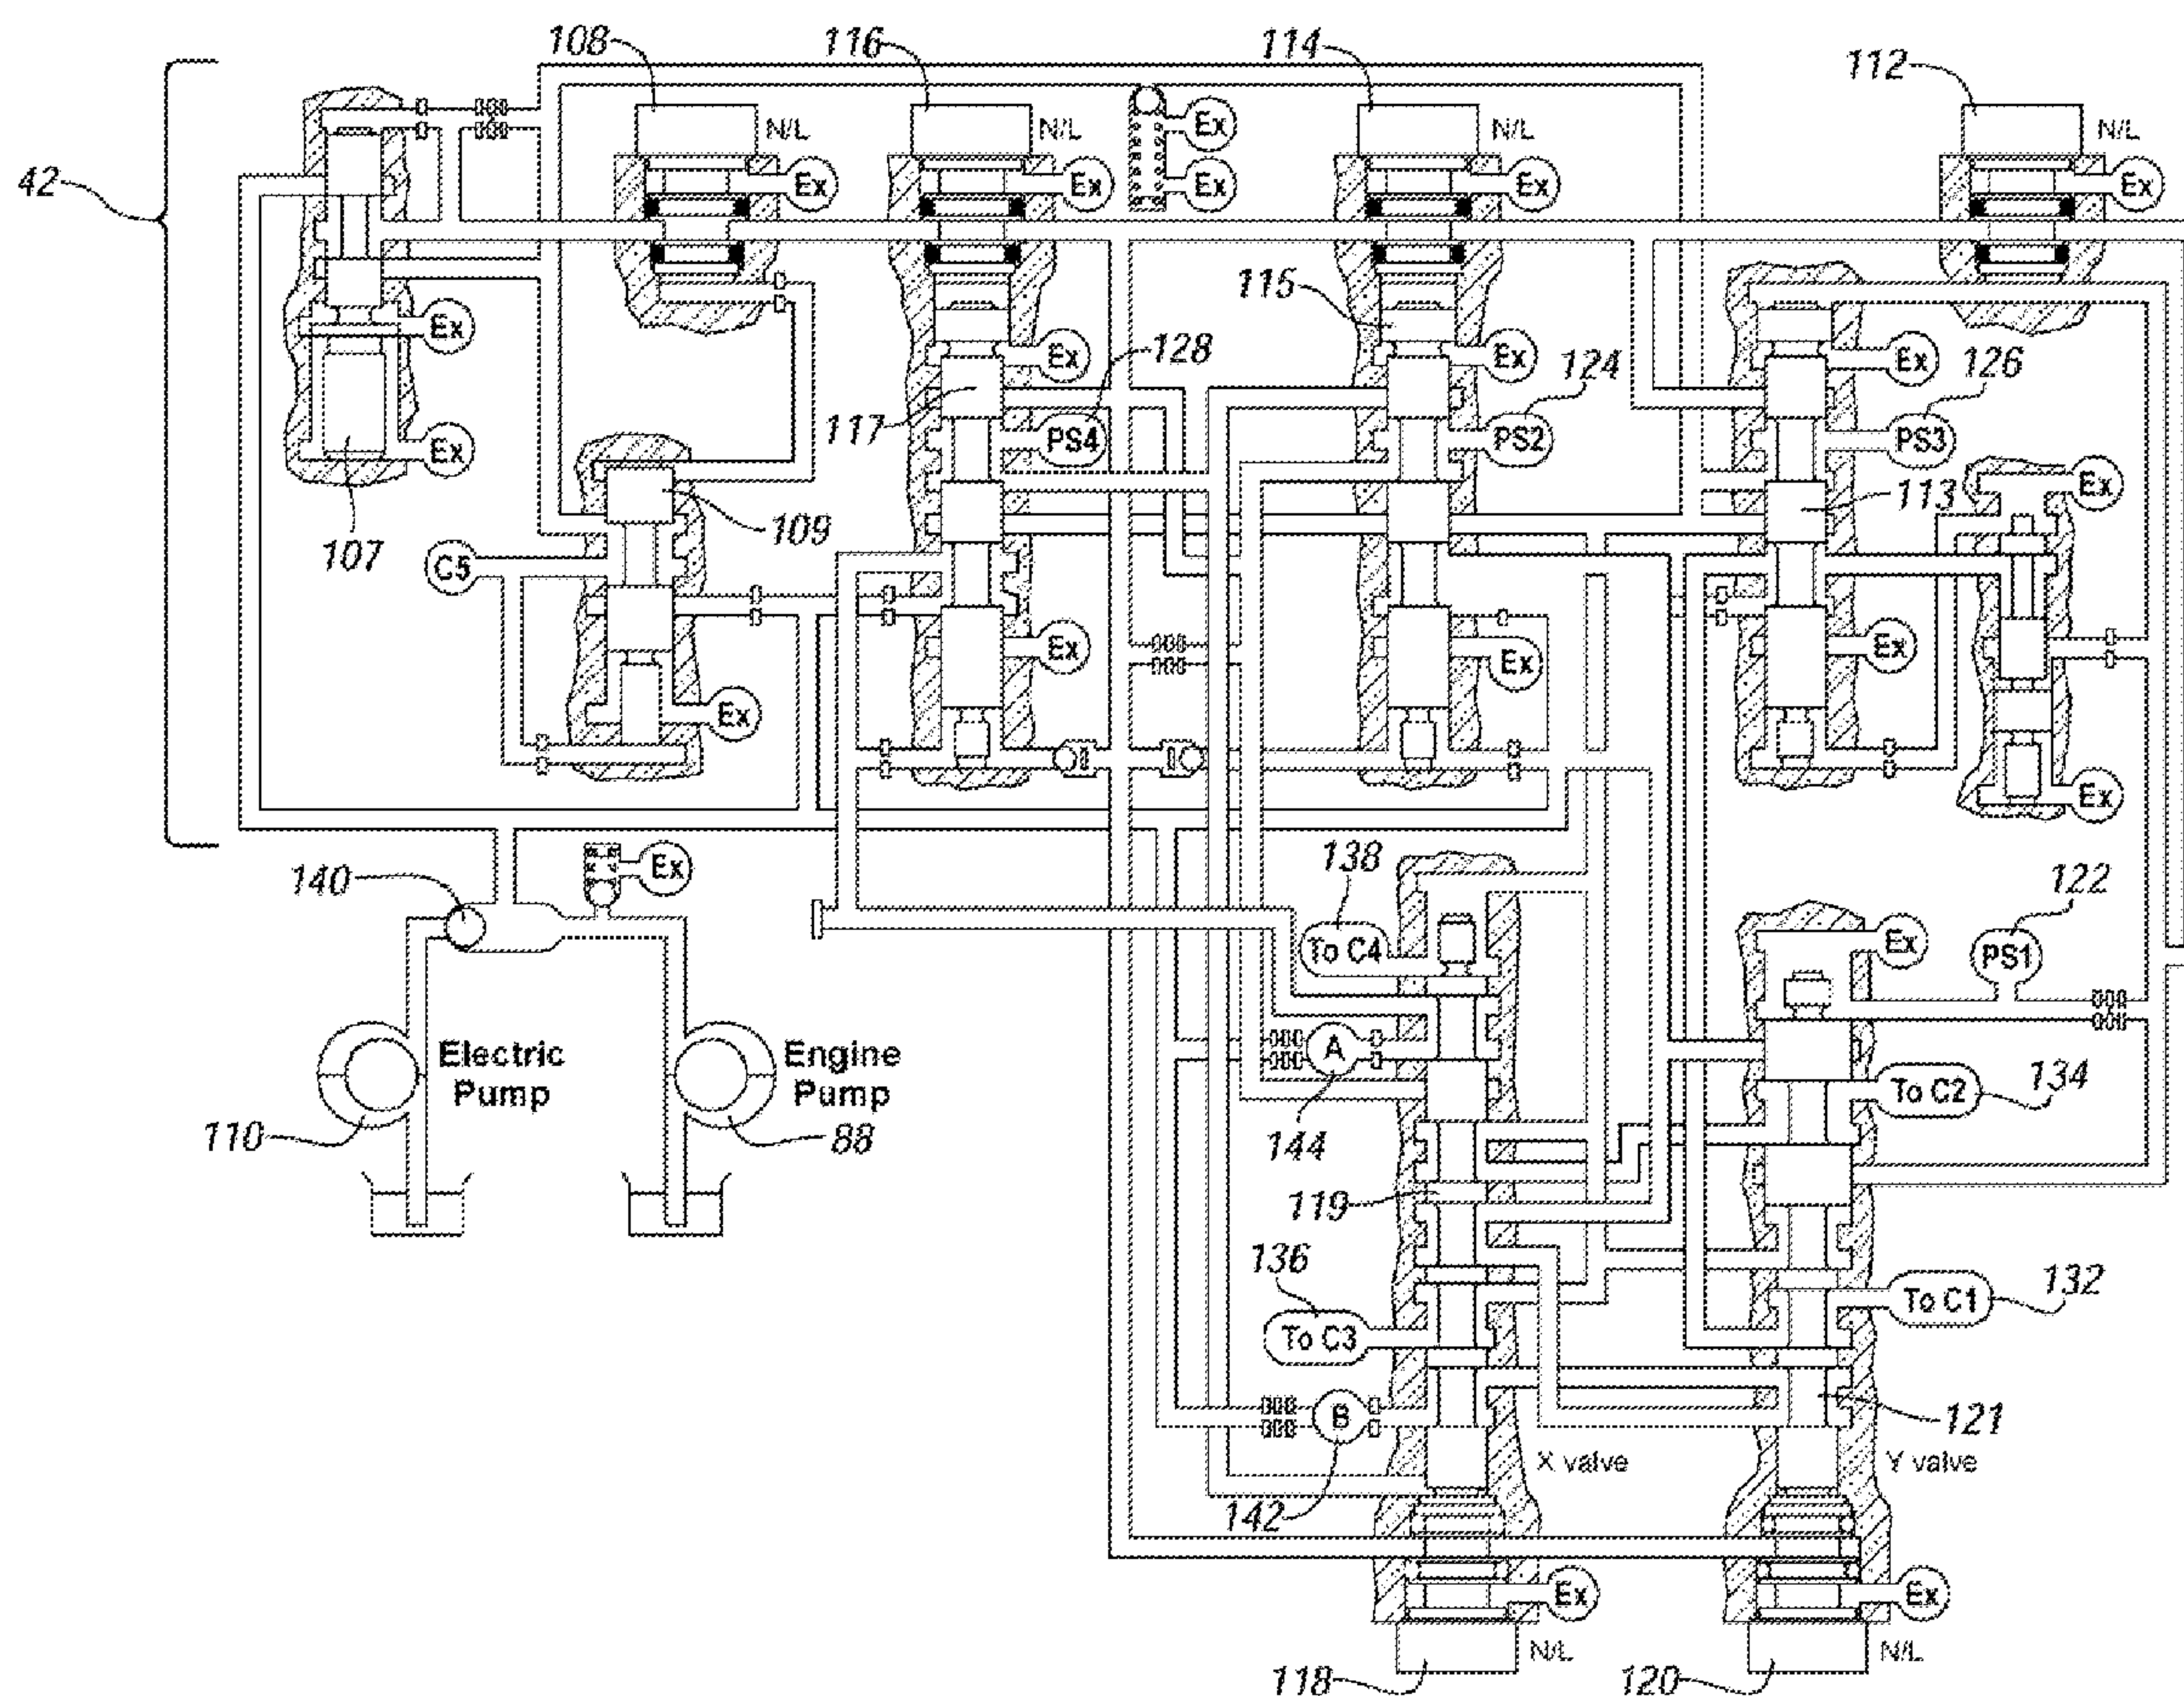 108
116
114
112
N/L
N/L
N/L
N/L
Ex
Ex
Ex
Ex
Ex
Ex
42
115
Ex
Ex
Ex
Ex
128
124
126
117
PS4
PS2
PS3
Ex
107
109
113
Ex
C5
Ex
Ex
Ex
Ex
Ex
140
Ex
138
122
To C4
Ex
PS1
Electric
Pump
Engine
Pump
A
To C2
134
110
88
144
119
136
132
To C3
To C1
B
121
X valve
Y valve
142
Ex
Ex
N/L
N/L
118
120